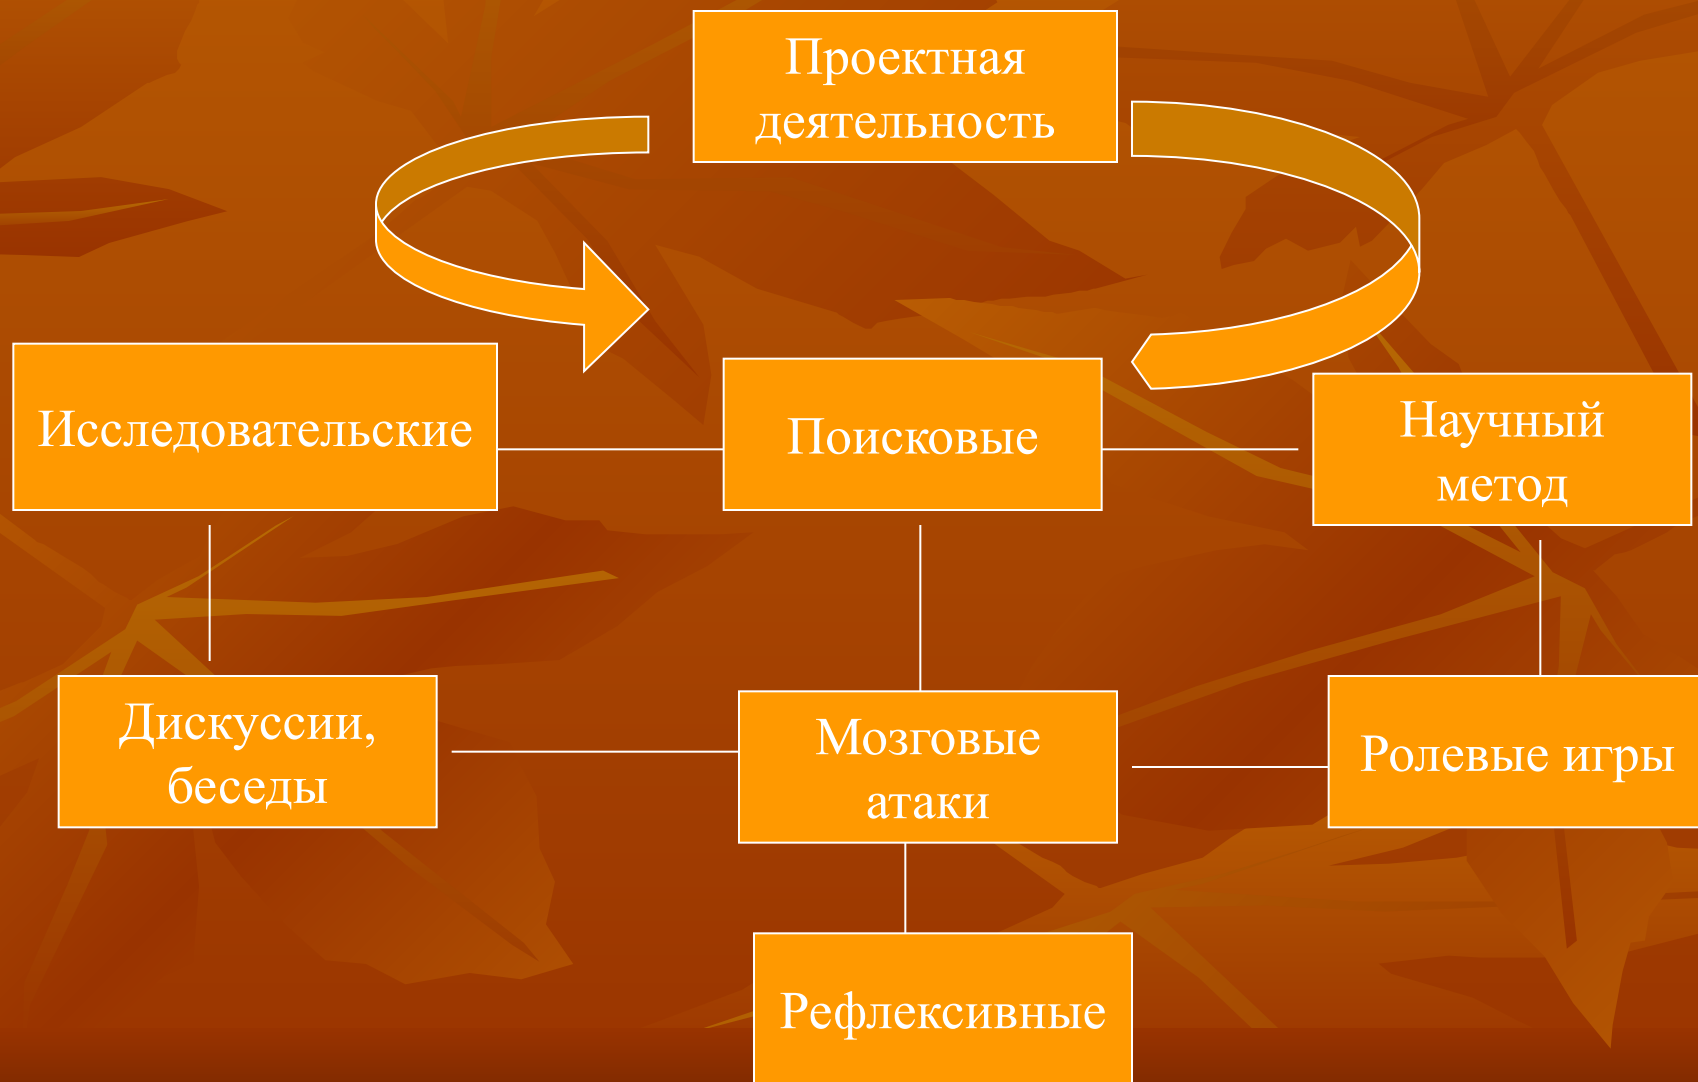 Проектная
деятельность
Исследовательские
Поисковые
Научный
метод
Дискуссии,
беседы
Мозговые
атаки
Ролевые игры
Рефлексивные